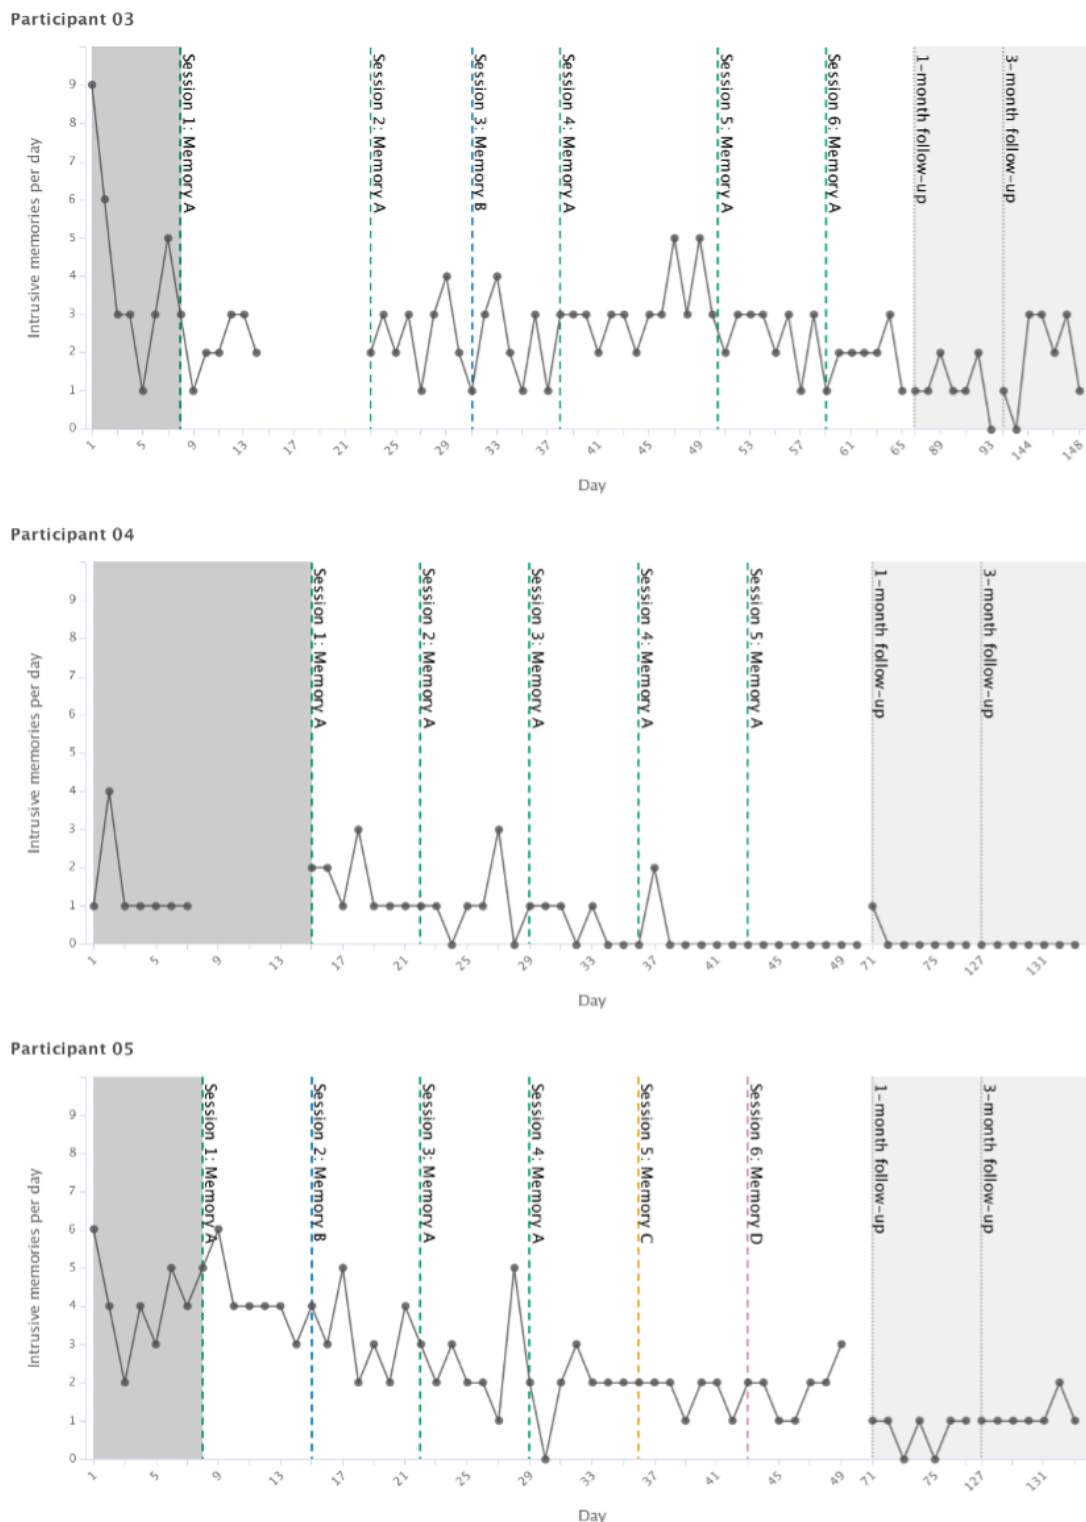 Participant 03
Intrusive memories per day
9
8
7
6
5
4
3
2
1
0
Session 1: Memory A
Session 2: Memory A
Session 3: Memory B
Session 4: Memory A
Session 5: Memory A
Session 6: Memory A
1-month follow-up
3-month follow-up
1
5
9
13
17
21
25
29
33
37
41
45
49
53
57
61
65
89
93
144
148
Day
Participant 04
Intrusive memories per day
9
8
7
6
5
4
3
2
1
0
Session 1: Memory A
Session 2: Memory A
Session 3: Memory A
Session 4: Memory A
Session 5: Memory A
1-month follow-up
3-month follow-up
1
5
9
13
17
21
25
29
33
37
41
45
49
71
75
127
131
Day
Participant 05
Intrusive memories per day
9
8
7
6
5
4
3
2
1
0
Session 1: Memory A
Session 2: Memory B
Session 3: Memory A
Session 4: Memory A
Session 5: Memory C
Session 6: Memory D
1-month follow-up
3-month follow-up
1
5
9
13
17
21
25
29
33
37
41
45
49
71
75
127
131
Day